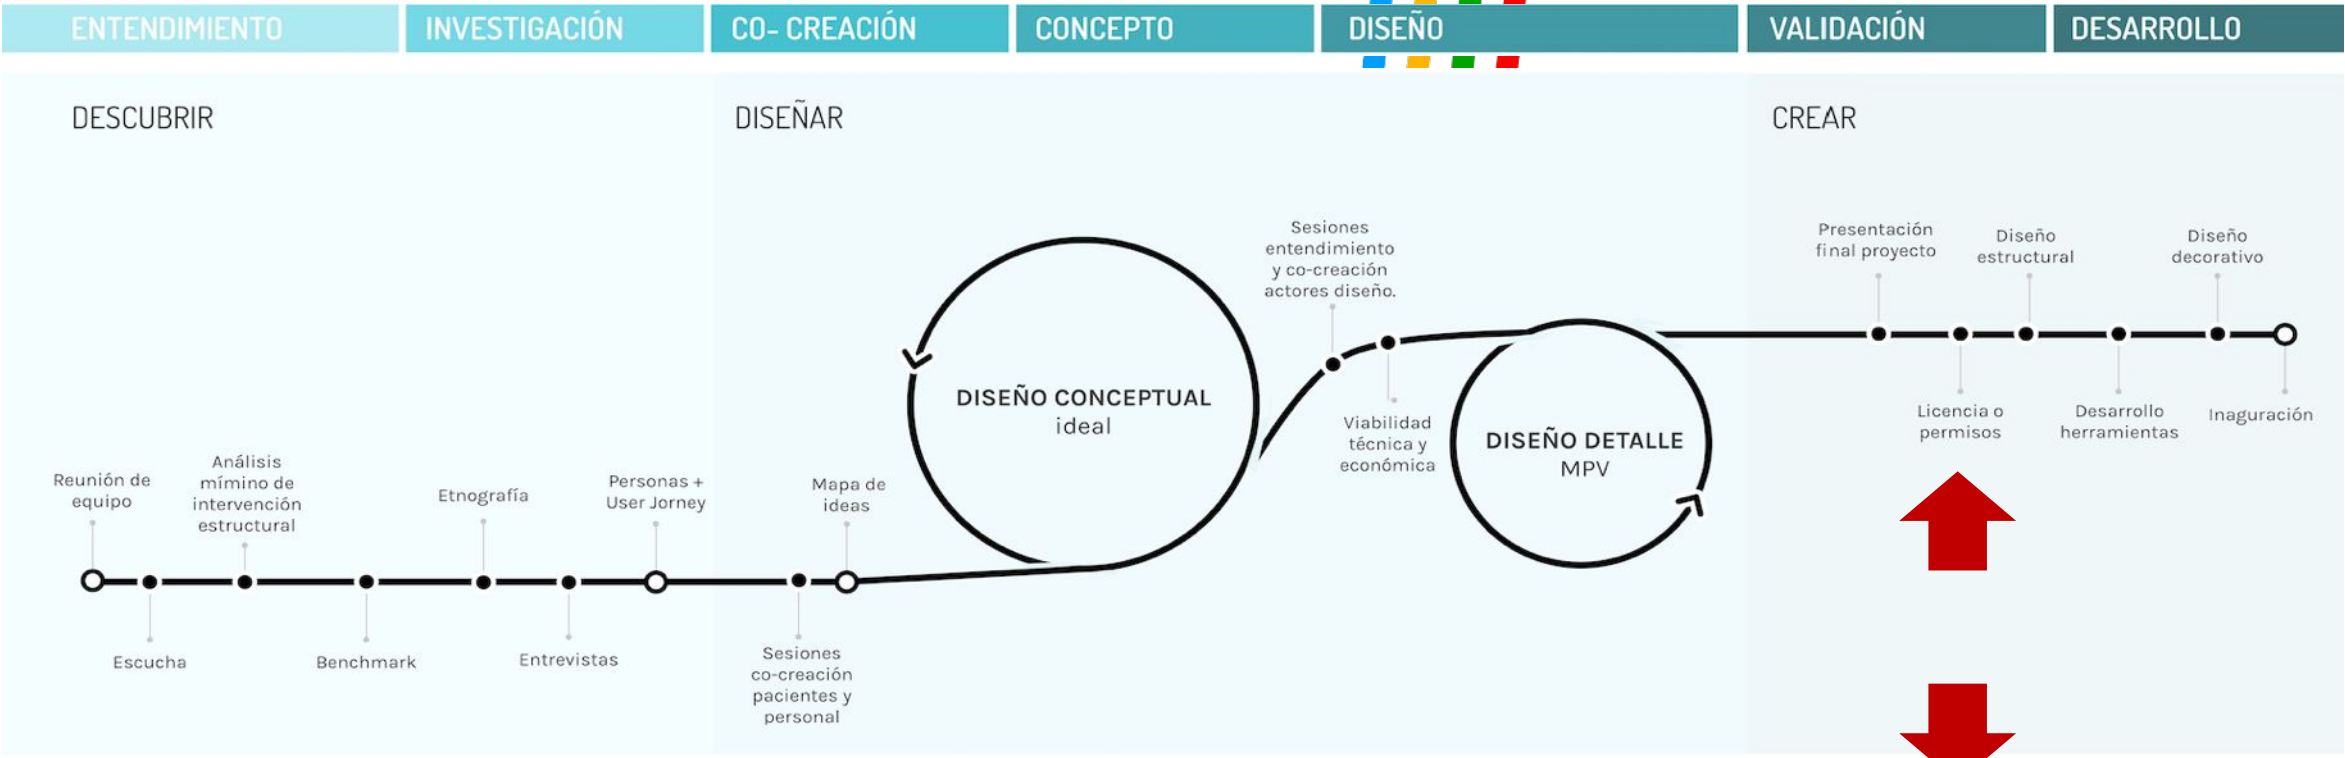 ENTENDIMIENTO
INVESTIGACIÓN
CO- CREACIÓN
CONCEPTO
DISEÑO
VALIDACIÓN
DESARROLLO
DESCUBRIR
DISEÑAR
CREAR
Reunión de
equipo
Escucha
Análisis
mímino de
intervención
estructural
Benchmark
Etnografía
Entrevistas
Personas +
User Jorney
Sesiones
co-creación
pacientes y
personal
Mapa de
ideas
DISEÑO CONCEPTUAL
ideal
Sesiones
entendimiento
y co-creación
actores diseño.
Viabilidad
técnica y
económica
DISEÑO DETALLE
MPV
Presentación
final proyecto
Licencia o
permisos
Diseño
estructural
Desarrollo
herramientas
Diseño
decorativo
Inaguración